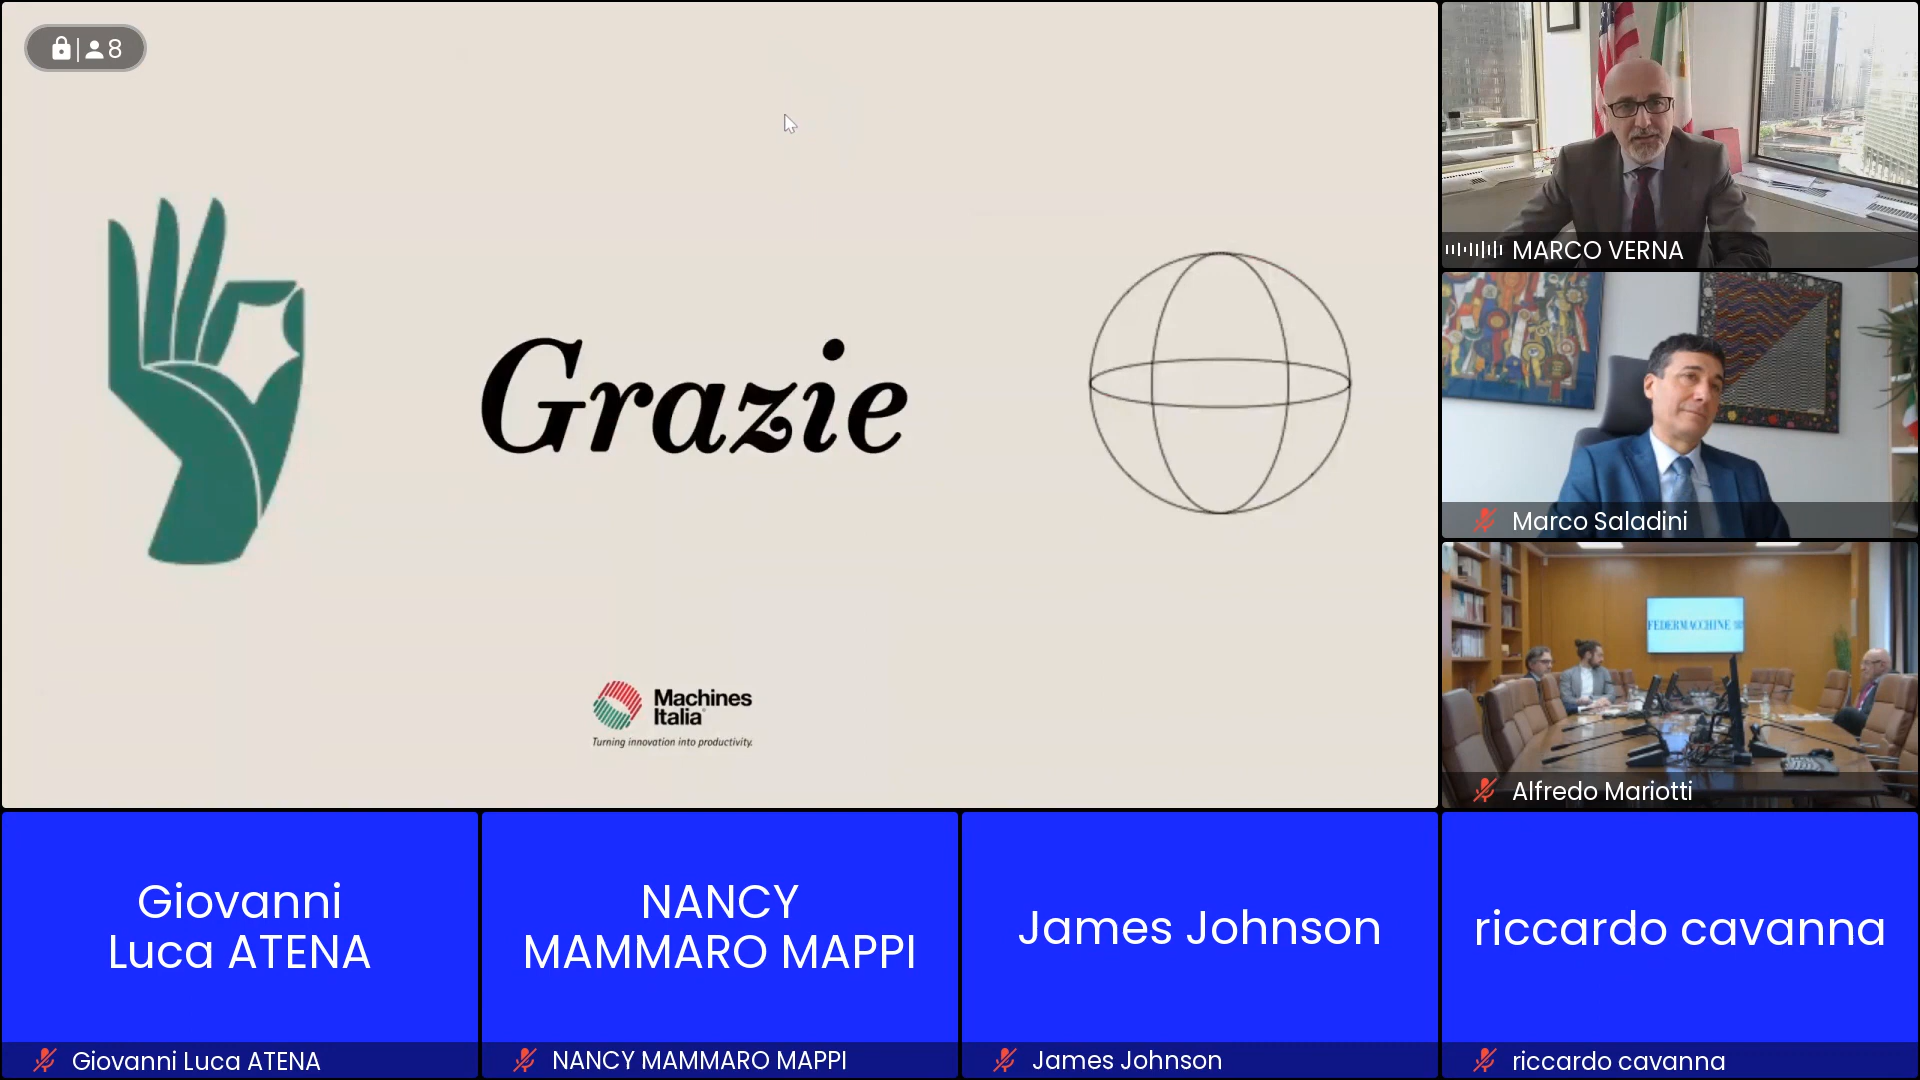 8
Grazie
Machines
Italia
Turning innovation into productivity.
MARCO VERNA
Marco Saladini
FEDERMACCHINE
Alfredo Mariotti
Giovanni
Luca ATENA
Giovanni Luca ATENA
NANCY
MAMMARO MAPPI
NANCY MAMMARO MAPPI
James Johnson
James Johnson
riccardo cavanna
riccardo cavanna